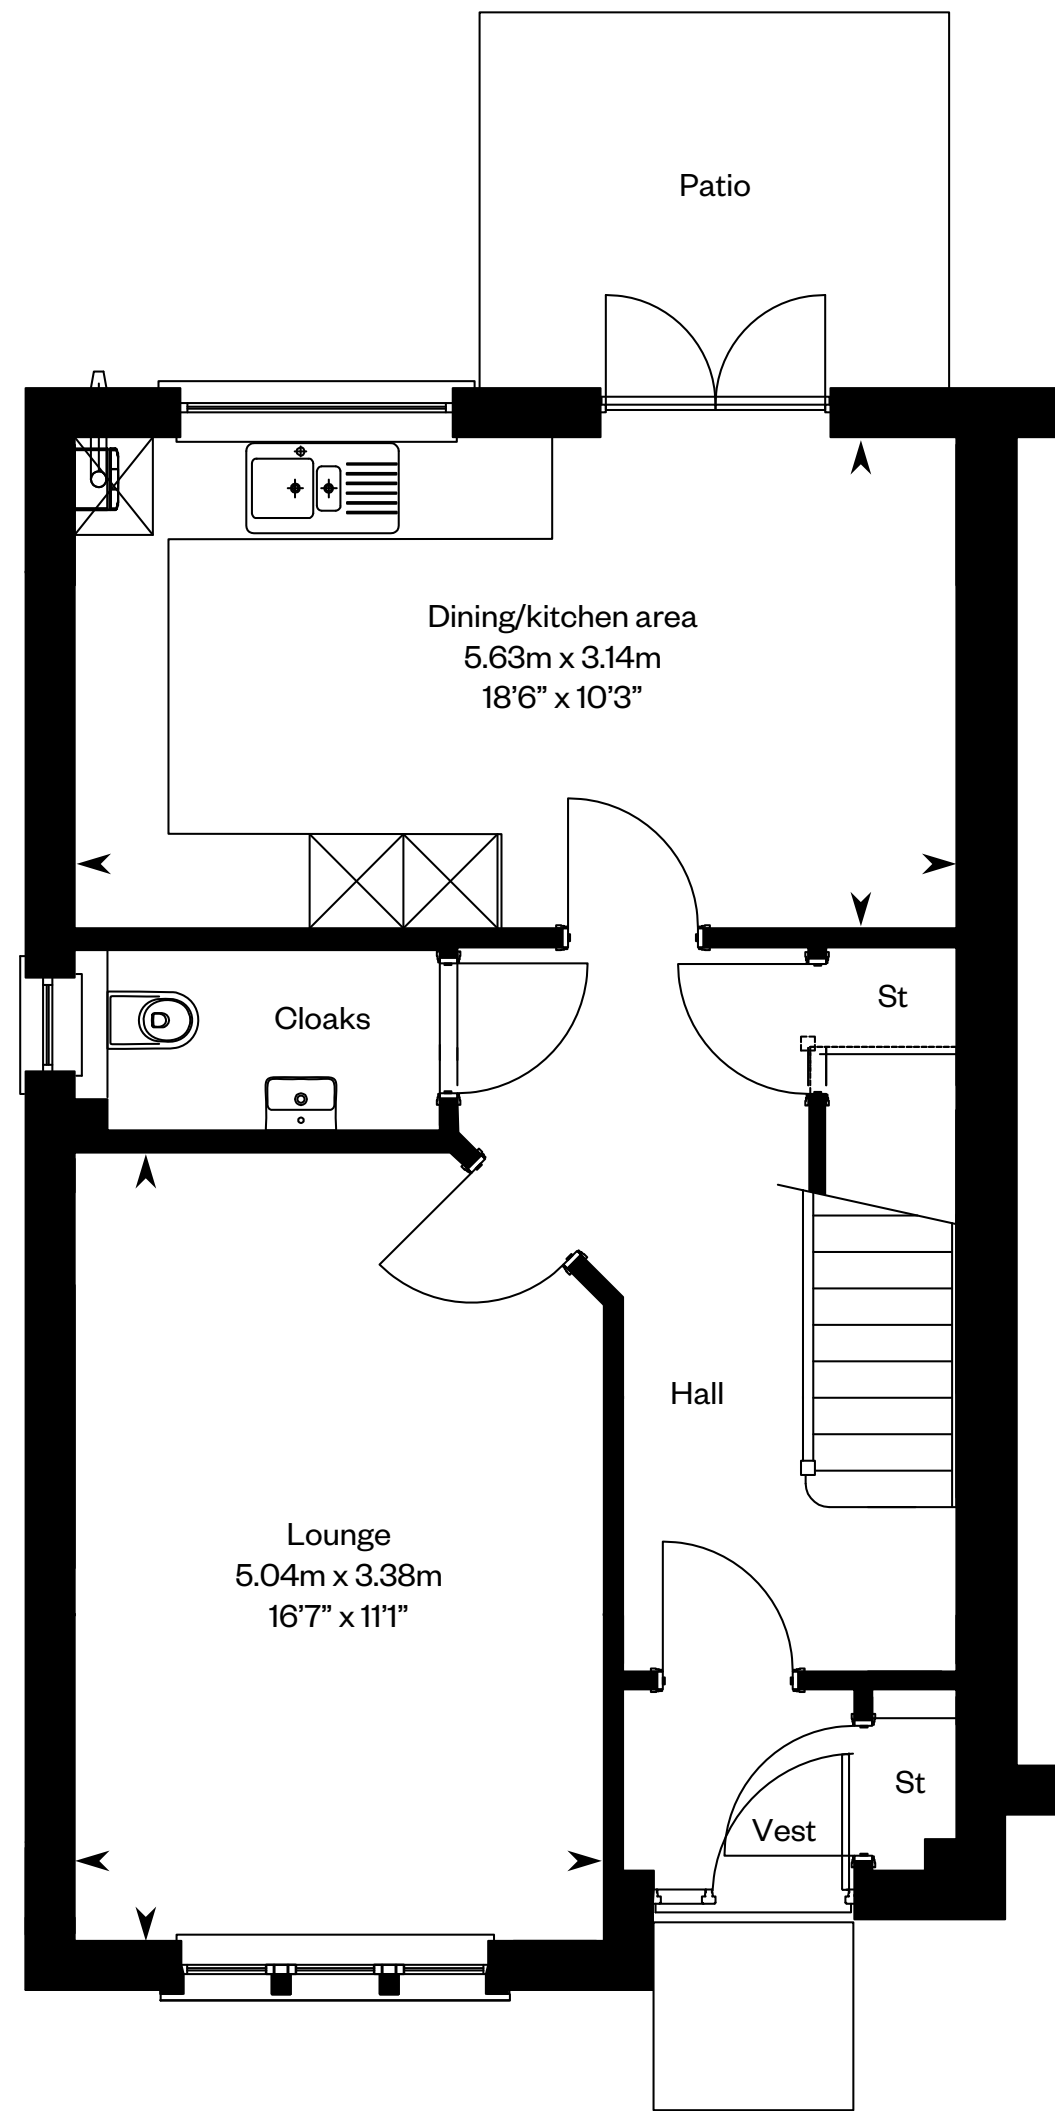 Patio
Dining/kitchen area
5.63m x 3.14m
18’6” x 10’3”
St
Cloaks
Hall
Lounge
5.04m x 3.38m
16’7” x 11’1”
St
Vest